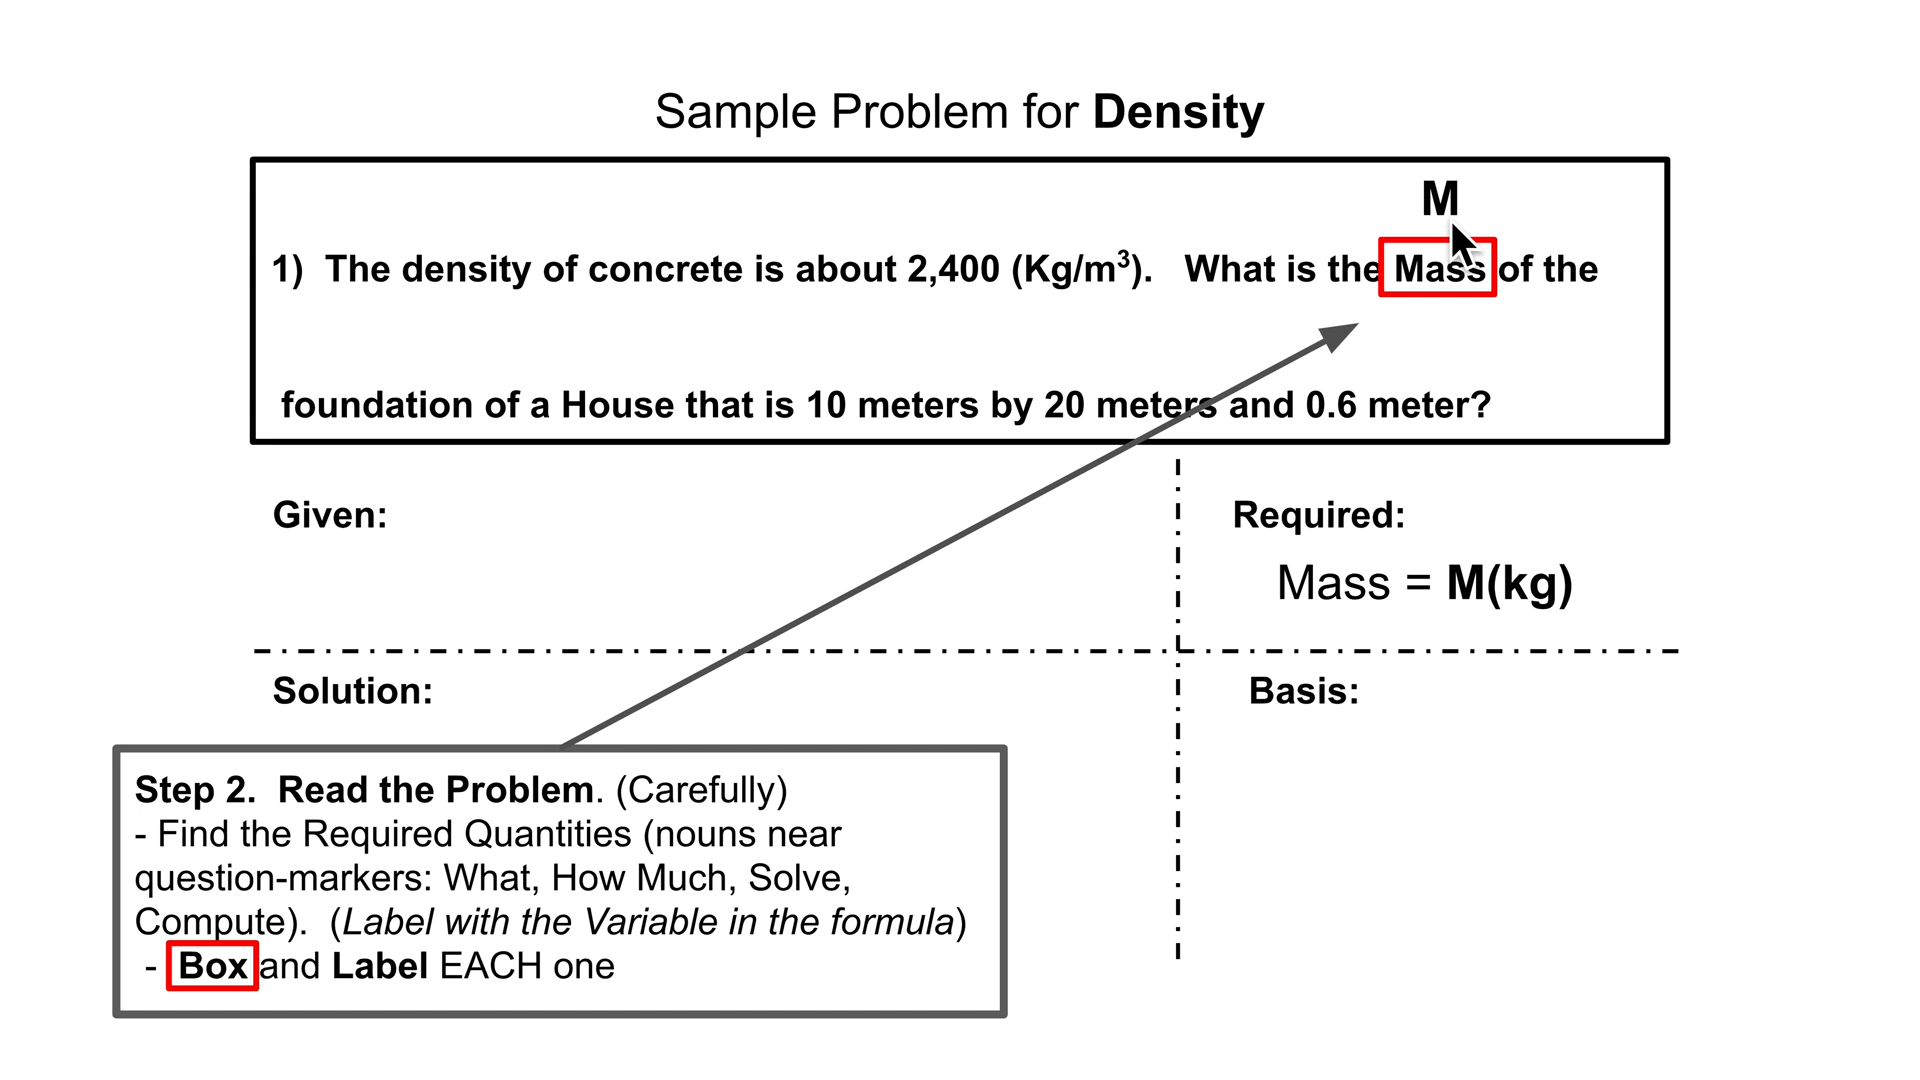 Sample Problem for Density
M
1) The density of concrete is about 2,400 (Kg/m³). What is the Mass of the
foundation of a House that is 10 meters by 20 meters and 0.6 meter?
Given:
Required:
Mass = M(kg)
Solution:
Basis:
Step 2. Read the Problem. (Carefully)
- Find the Required Quantities (nouns near
question-markers: What, How Much, Solve,
Compute). (Label with the Variable in the formula)
- Box and Label EACH one